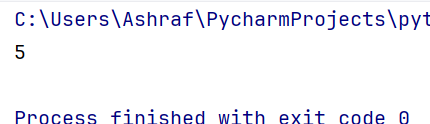 C:\Users\Ashraf\PycharmProjects\pyt
5
Process finished with exit code 0